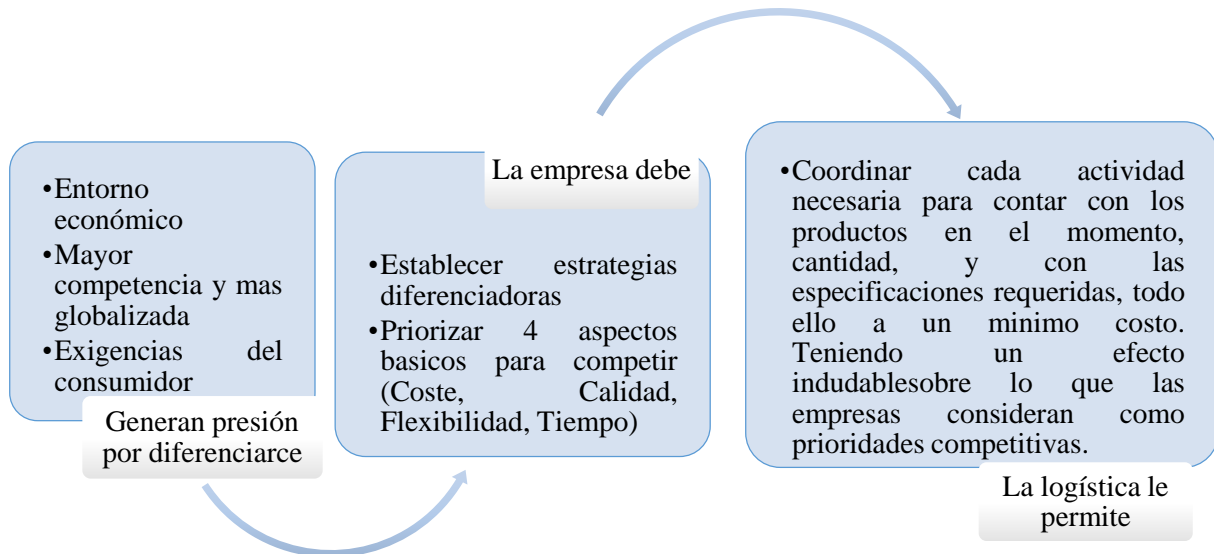 •Entorno
económico
•Mayor
competencia y mas
globalizada
•Exigencias del
consumidor
Generan presión
por diferenciarce
La empresa debe
•Establecer estrategias
diferenciadoras
•Priorizar 4 aspectos
basicos para competir
(Coste, Calidad,
Flexibilidad, Tiempo)
•Coordinar cada actividad
necesaria para contar con los
productos en el momento,
cantidad, y con las
especificaciones requeridas, todo
ello a un minimo costo.
Teniendo un efecto
indudablesobre lo que las
empresas consideran como
prioridades competitivas.
La logística le
permite